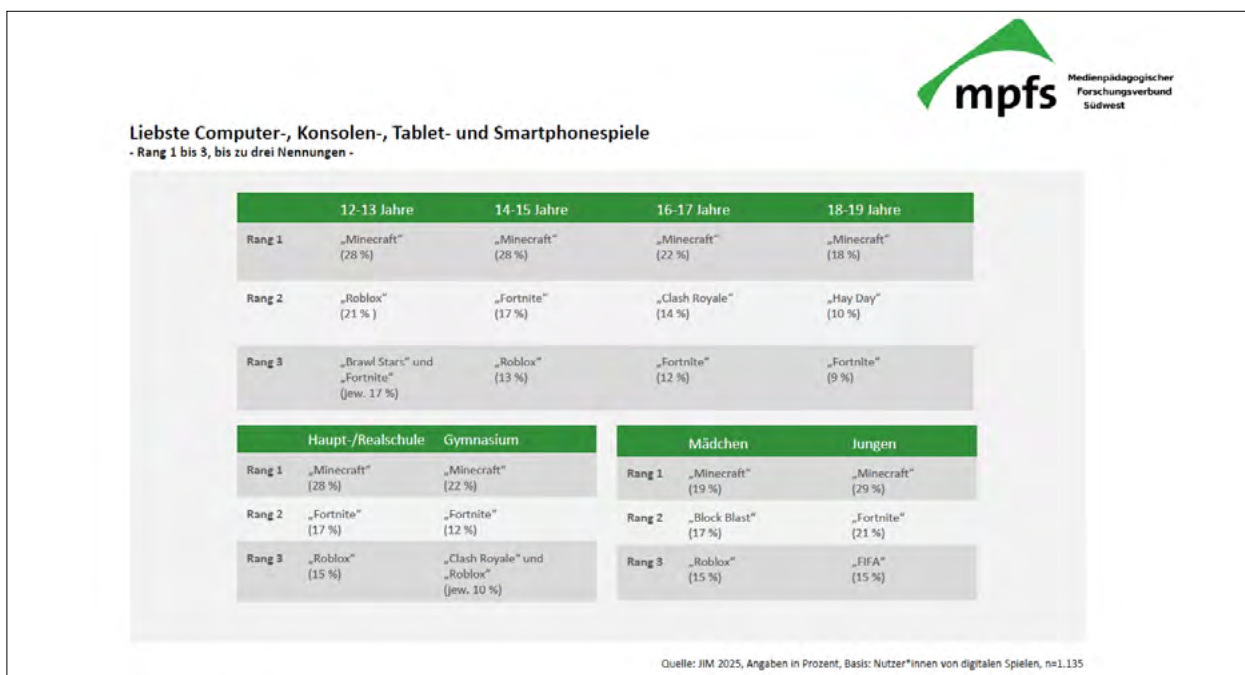 mpfs
Medienpädagogischer
Forschungsverbund
Südwest
Liebste Computer-, Konsolen-, Tablet- und Smartphonespiele
- Rang 1 bis 3, bis zu drei Nennungen -
12-13 Jahre 14-15 Jahre 16-17 Jahre 18-19 Jahre
Rang 1 „Minecraft“ „Minecraft“ „Minecraft“ „Minecraft“
(28 %) (28 %) (22 %) (18 %)
Rang 2 „Roblox“ „Fortnite“ „Clash Royale“ „Hay Day“
(21 % ) (17 %) (14 %) (10 %)
Rang 3 „Brawl Stars“ und „Roblox“ „Fortnite“ „Fortnite“
„Fortnite“ (13 %) (12 %) (9 %)
(jew. 17 %)
Haupt-/Realschule Gymnasium
Rang 1 „Minecraft“ „Minecraft“
(28 %) (22 %)
Rang 2 „Fortnite“ „Fortnite“
(17 %) (12 %)
Rang 3 „Roblox“ „Clash Royale“ und
(15 %) „Roblox“
(jew. 10 %)
Mädchen Jungen
Rang 1 „Minecraft“ „Minecraft“
(19 %) (29 %)
Rang 2 „Block Blast“ „Fortnite“
(17 %) (21 %)
Rang 3 „Roblox“ „FIFA“
(15 %) (15 %)
Quelle: JIM 2025, Angaben in Prozent, Basis: Nutzer*innen von digitalen Spielen, n=1.135